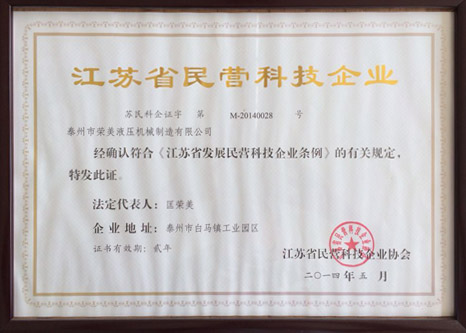 江苏省民营科技企业
苏民科企证字 第 M-20140028 号
泰州市荣美液压机械制造有限公司
经确认符合《江苏省发展民营科技企业条例》的有关规定，
特发此证。
法定代表人：匡荣美
企业地址：泰州市白马镇工业园区
证书有效期：贰年
江苏省民营科技企业协会
二〇一四年五月